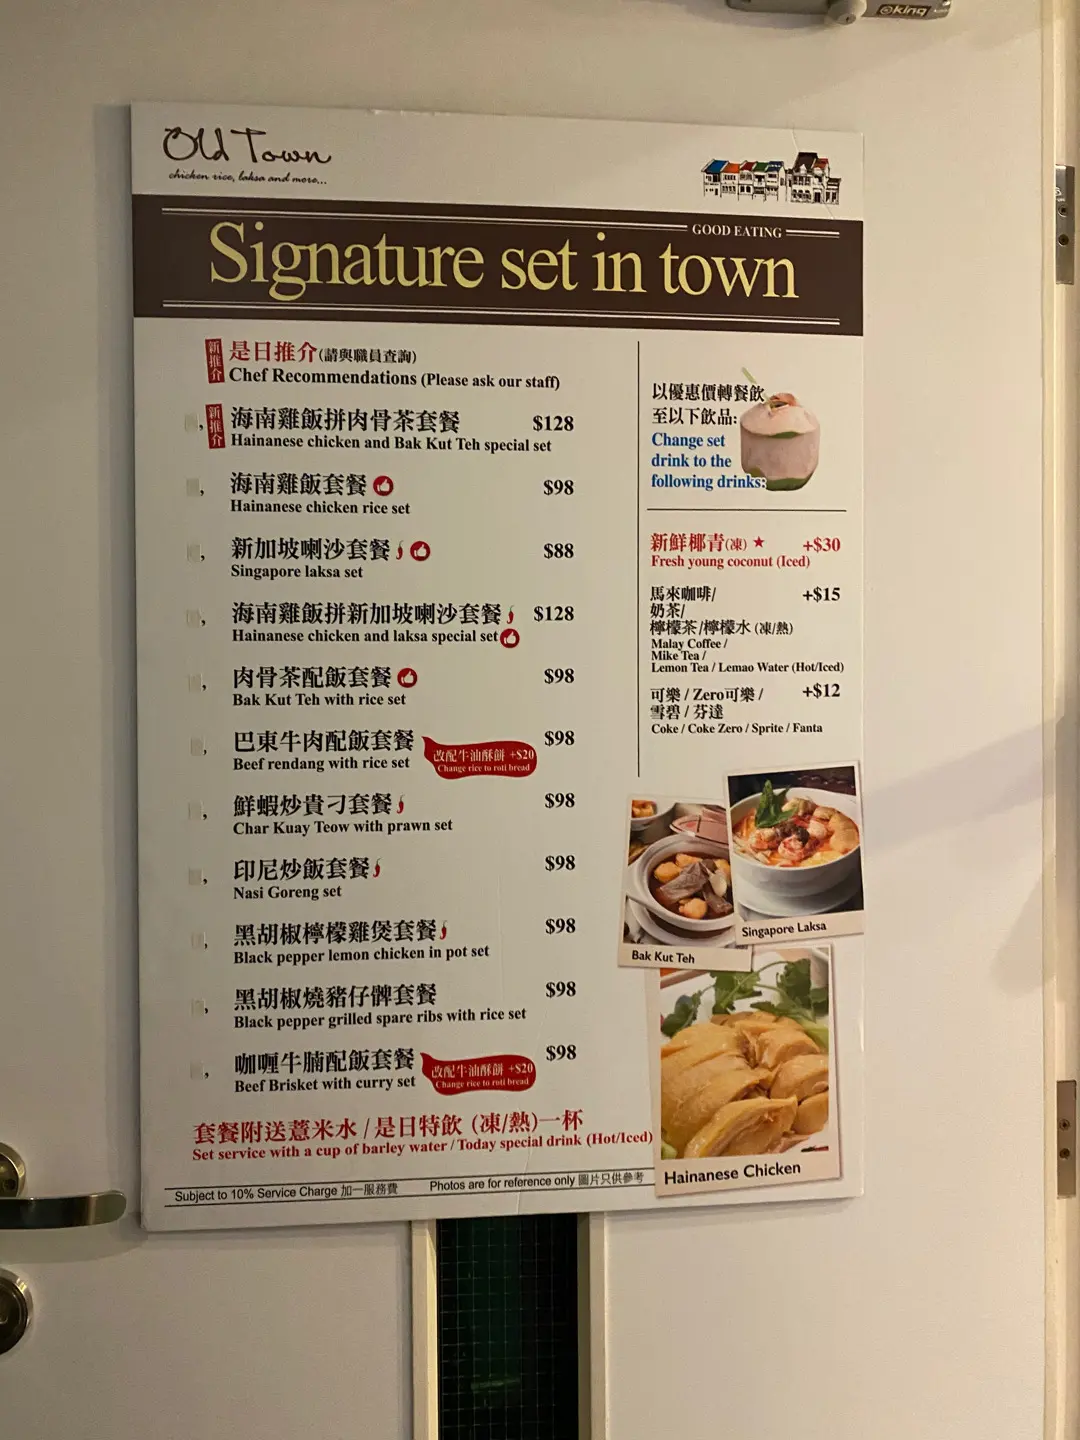 Old Town
chicken rice, laksa and more...
GOOD EATING
Signature set in town
新推介
是日推介(請與職員查詢)
Chef Recommendations (Please ask our staff)
新推介
海南雞飯拼肉骨茶套餐 $128
Hainanese chicken and Bak Kut Teh special set
海南雞飯套餐 $98
Hainanese chicken rice set
新加坡喇沙套餐 $88
Singapore laksa set
海南雞飯拼新加坡喇沙套餐 $128
Hainanese chicken and laksa special set
肉骨茶配飯套餐 $98
Bak Kut Teh with rice set
巴東牛肉配飯套餐 $98
Beef rendang with rice set
改配牛油酥餅 +$20
Change rice to roti bread
鮮蝦炒貴刁套餐 $98
Char Kuay Teow with prawn set
印尼炒飯套餐 $98
Nasi Goreng set
黑胡椒檸檬雞煲套餐 $98
Black pepper lemon chicken in pot set
黑胡椒燒豬仔髀套餐 $98
Black pepper grilled spare ribs with rice set
咖喱牛腩配飯套餐 $98
Beef Brisket with curry set
改配牛油酥餅 +$20
Change rice to roti bread
套餐附送薏米水 / 是日特飲 (凍/熱)一杯
Set service with a cup of barley water / Today special drink (Hot/Iced)
Subject to 10% Service Charge 加一服務費
Photos are for reference only 圖片只供參考
以優惠價轉餐飲
至以下飲品:
Change set
drink to the
following drinks:
新鮮椰青(凍) ★ +$30
Fresh young coconut (Iced)
馬來咖啡/ +$15
奶茶/
檸檬茶/檸檬水 (凍/熱)
Malay Coffee /
Mike Tea /
Lemon Tea / Lemao Water (Hot/Iced)
可樂 / Zero可樂 / +$12
雪碧 / 芬達
Coke / Coke Zero / Sprite / Fanta
Singapore Laksa
Bak Kut Teh
Hainanese Chicken
king